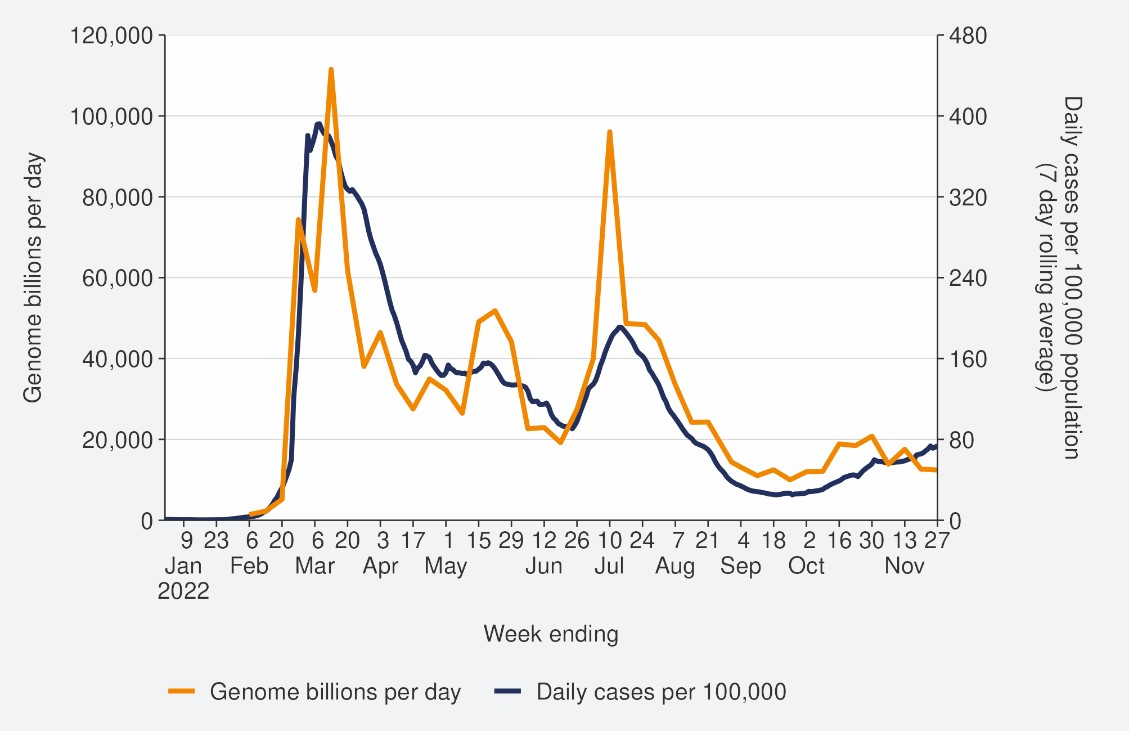 120,000
100,000
80,000
60,000
40,000
20,000
0
Genome billions per day
480
400
320
240
160
80
0
Daily cases per 100,000 population
(7 day rolling average)
9 23 6 20 6 20 3 17 1 15 29 12 26 10 24 7 21 4 18 2 16 30 13 27
Jan Feb Mar Apr May Jun Jul Aug Sep Oct Nov
2022
Week ending
Genome billions per day Daily cases per 100,000